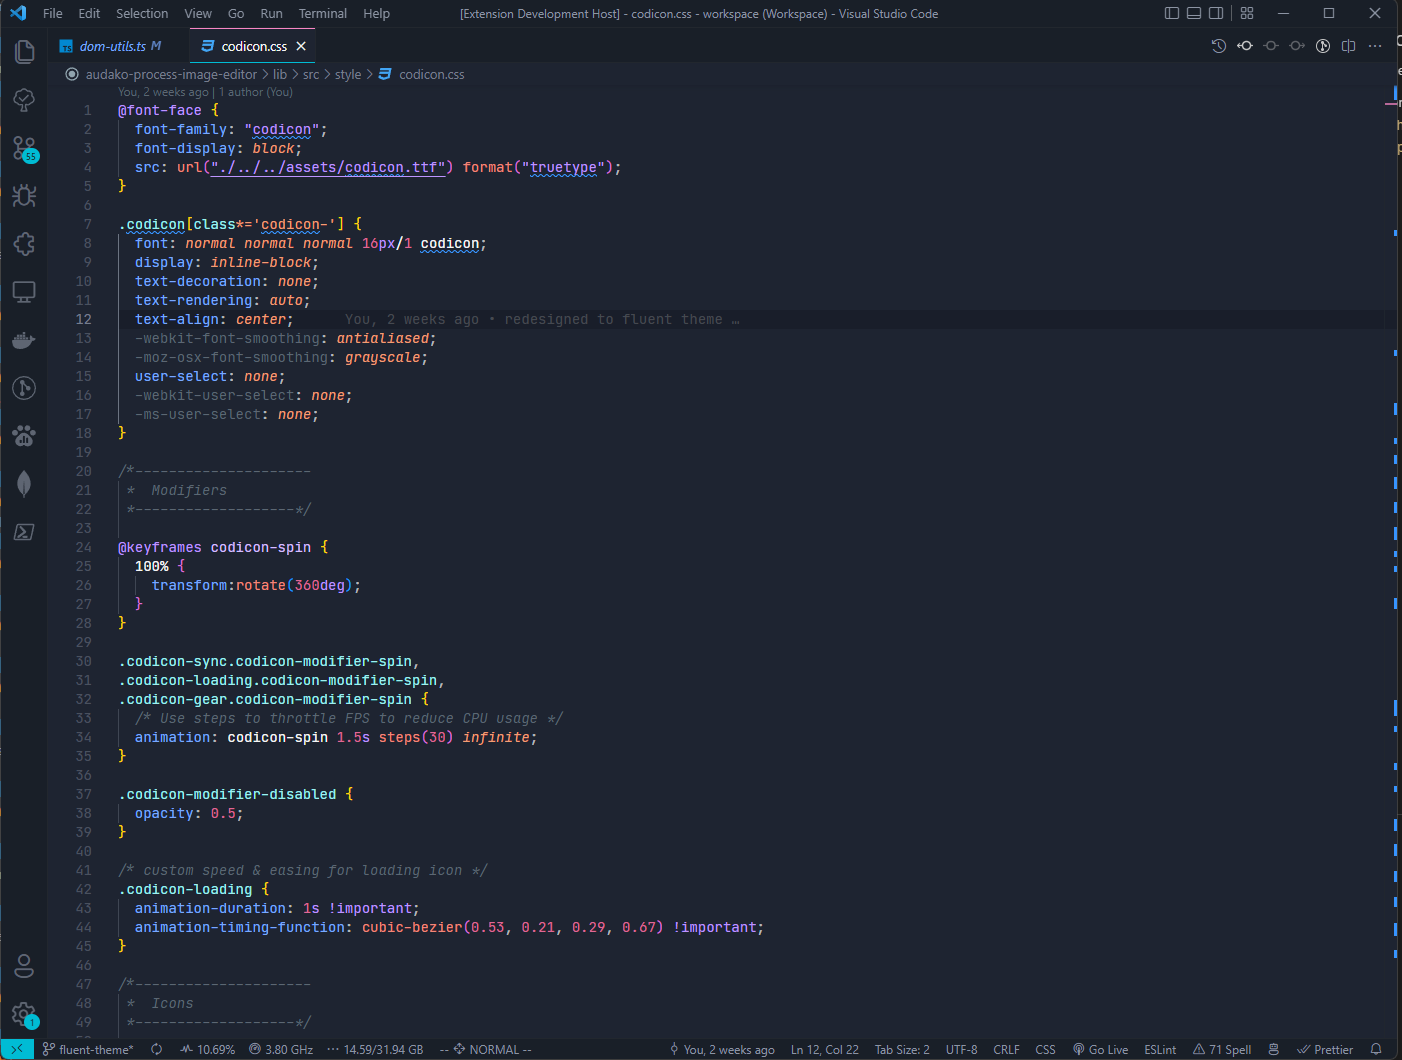 File Edit Selection View Go Run Terminal Help [Extension Development Host] - codicon.css - workspace (Workspace) - Visual Studio Code
TS dom-utils.ts M codicon.css
audako-process-image-editor > lib > src > style > codicon.css
You, 2 weeks ago | 1 author (You)
1 @font-face {
2 font-family: "codicon";
3 font-display: block;
4 src: url("./../../assets/codicon.ttf") format("truetype");
5 }
6
7 .codicon[class*='codicon-'] {
8 font: normal normal normal 16px/1 codicon;
9 display: inline-block;
10 text-decoration: none;
11 text-rendering: auto;
12 text-align: center; You, 2 weeks ago • redesigned to fluent theme …
13 -webkit-font-smoothing: antialiased;
14 -moz-osx-font-smoothing: grayscale;
15 user-select: none;
16 -webkit-user-select: none;
17 -ms-user-select: none;
18 }
19
20 /*---------------------
21 *  Modifiers
22 *-------------------*/
23
24 @keyframes codicon-spin {
25 100% {
26 transform:rotate(360deg);
27 }
28 }
29
30 .codicon-sync.codicon-modifier-spin,
31 .codicon-loading.codicon-modifier-spin,
32 .codicon-gear.codicon-modifier-spin {
33 /* Use steps to throttle FPS to reduce CPU usage */
34 animation: codicon-spin 1.5s steps(30) infinite;
35 }
36
37 .codicon-modifier-disabled {
38 opacity: 0.5;
39 }
40
41 /* custom speed & easing for loading icon */
42 .codicon-loading {
43 animation-duration: 1s !important;
44 animation-timing-function: cubic-bezier(0.53, 0.21, 0.29, 0.67) !important;
45 }
46
47 /*---------------------
48 *  Icons
49 *-------------------*/
55
1
fluent-theme* 10.69% 3.80 GHz 14.59/31.94 GB -- NORMAL -- You, 2 weeks ago Ln 12, Col 22 Tab Size: 2 UTF-8 CRLF CSS Go Live ESLint 71 Spell Prettier